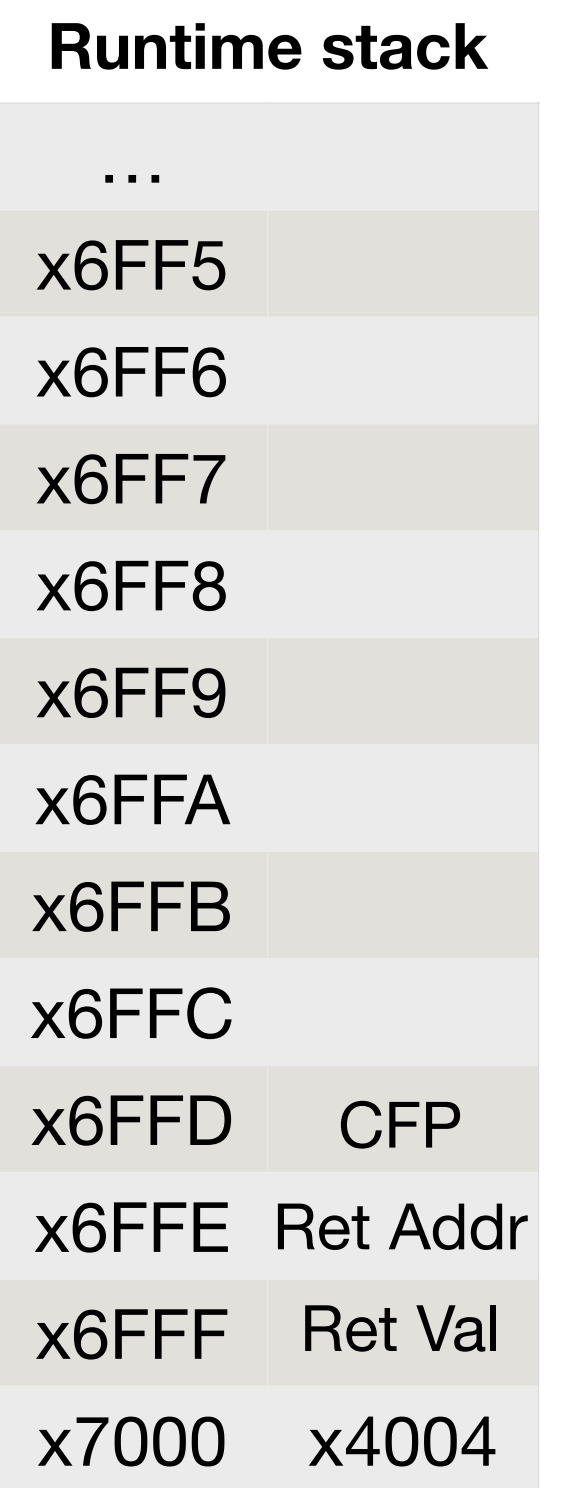 Runtime stack
...
x6FF5
x6FF6
x6FF7
x6FF8
x6FF9
x6FFA
x6FFB
x6FFC
x6FFD CFP
x6FFE Ret Addr
x6FFF Ret Val
x7000 x4004